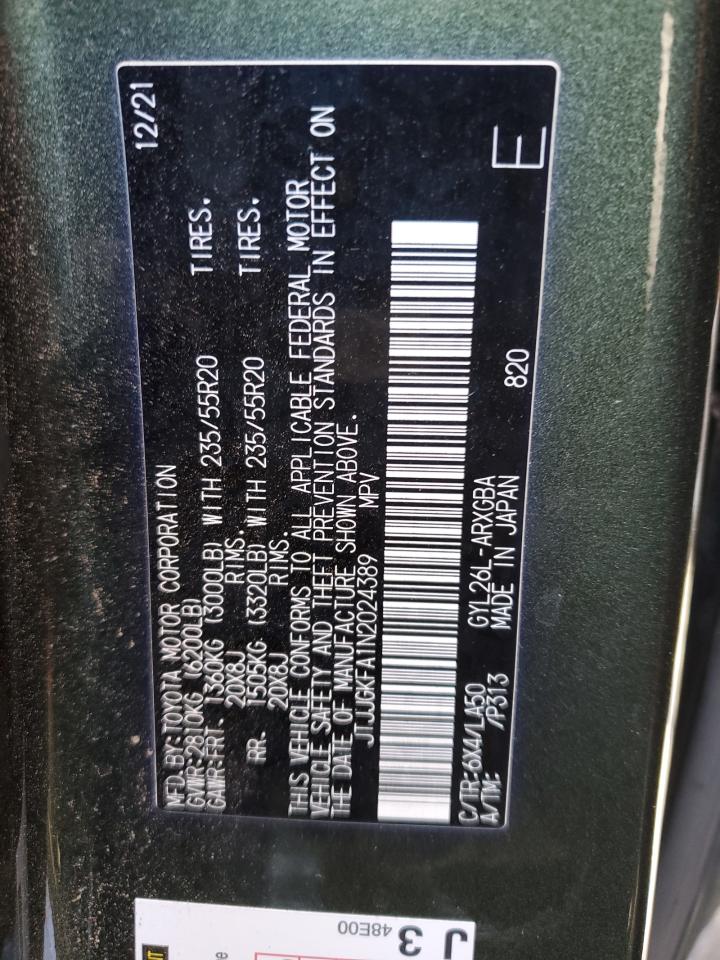 MFD. BY:TOYOTA MOTOR CORPORATION 12/21
GVWR:2810KG (6200LB)
GAWR:FRT. 1360KG (3000LB) WITH 235/55R20 TIRES.
20X8J RIMS.
RR. 1505KG (3320LB) WITH 235/55R20 TIRES.
20X8J RIMS.
THIS VEHICLE CONFORMS TO ALL APPLICABLE FEDERAL MOTOR
VEHICLE SAFETY AND THEFT PREVENTION STANDARDS IN EFFECT ON
THE DATE OF MANUFACTURE SHOWN ABOVE.
JTJJGKFA1N2024389 MPV
C/TR:6X4/LA50 GYL26L-ARXGBA
A/TM: /P313 MADE IN JAPAN 820 E
J 3
48E00